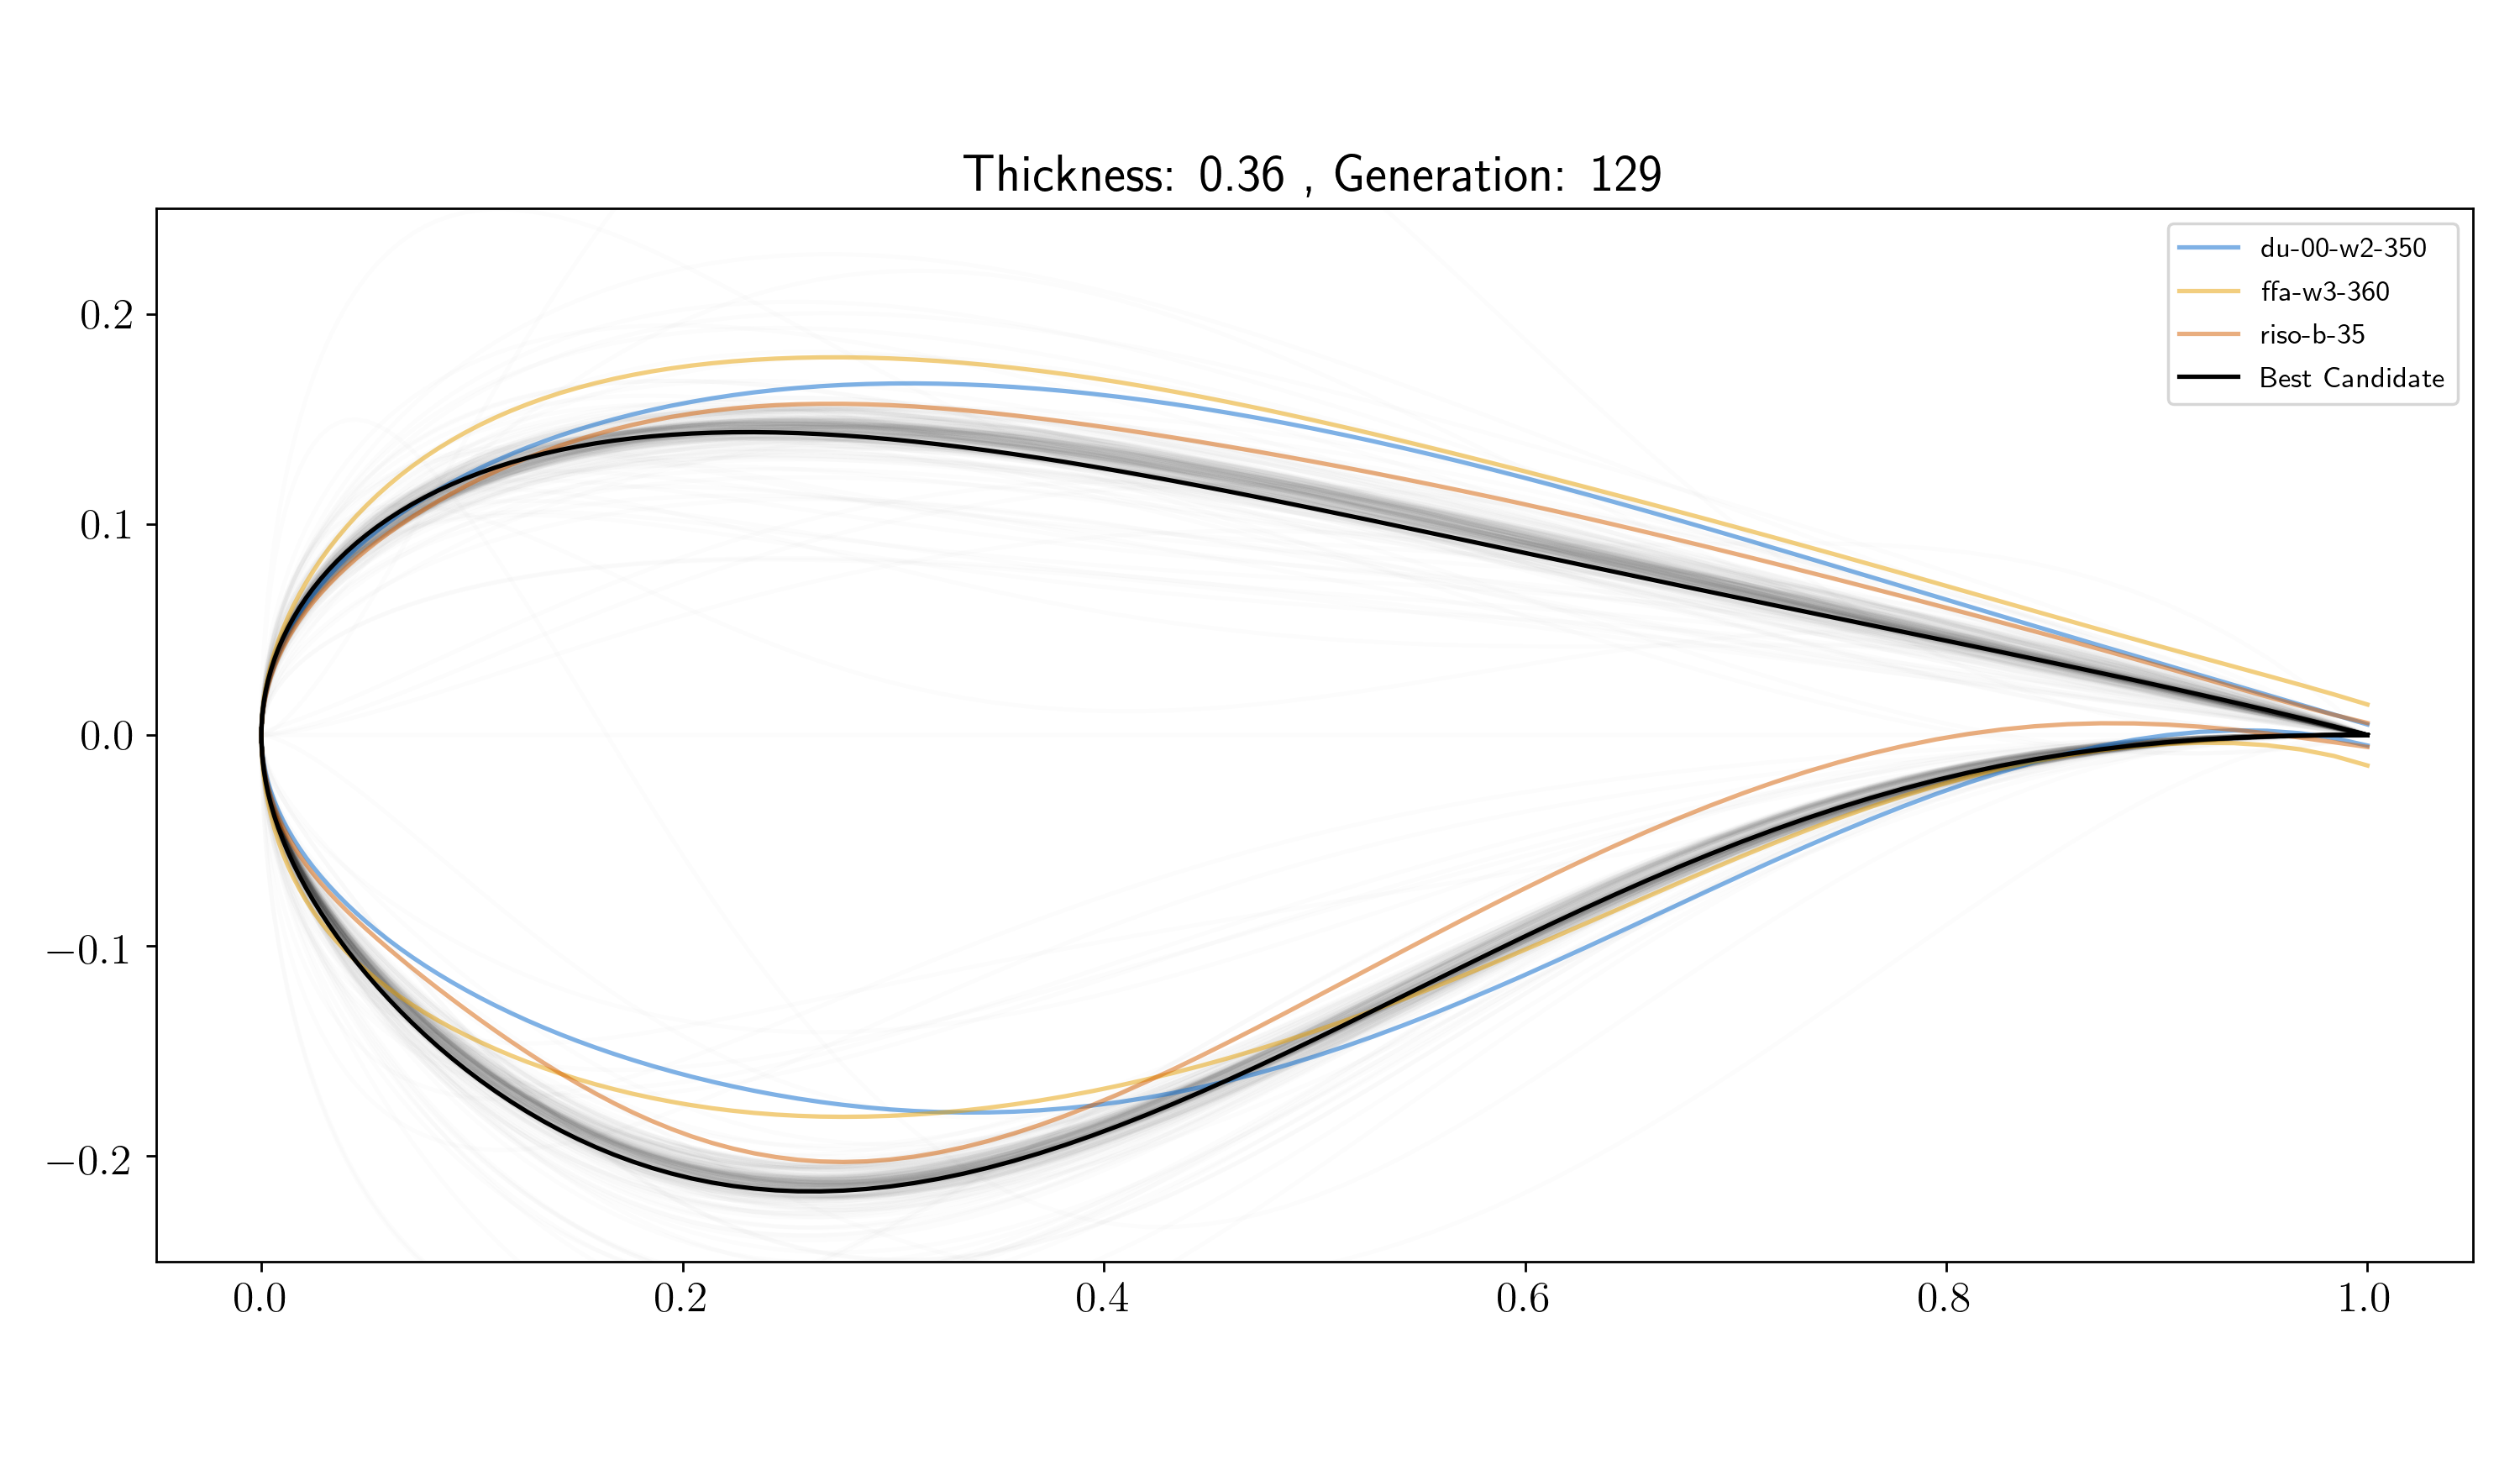 Thickness: 0.36 , Generation: 129
du-00-w2-350
ffa-w3-360
riso-b-35
Best Candidate
0.2
0.1
0.0
−0.1
−0.2
0.0 0.2 0.4 0.6 0.8 1.0